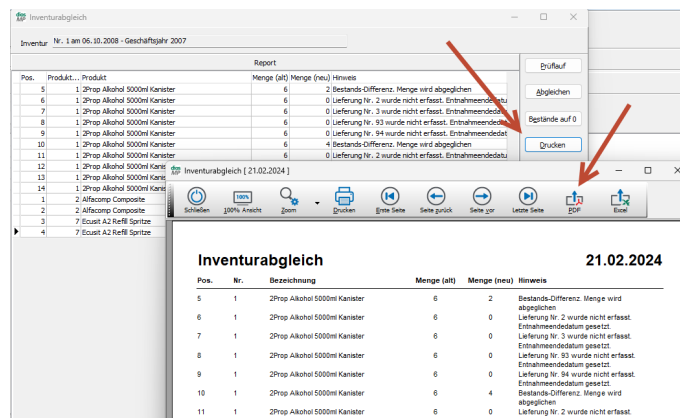 Inventurabgleich
Inventur Nr. 1 am 06.10.2008 - Geschäftsjahr 2007
Report
Pos. Produkt... Produkt Menge (alt) Menge (neu) Hinweis
5 1 2Prop Alkohol 5000ml Kanister 6 2 Bestands-Differenz. Menge wird abgeglichen
6 1 2Prop Alkohol 5000ml Kanister 6 0 Lieferung Nr. 2 wurde nicht erfasst. Entnahmeendedatu
7 1 2Prop Alkohol 5000ml Kanister 6 0 Lieferung Nr. 3 wurde nicht erfasst. Entnahmeendedatu
8 1 2Prop Alkohol 5000ml Kanister 6 0 Lieferung Nr. 93 wurde nicht erfasst. Entnahmeendedat
9 1 2Prop Alkohol 5000ml Kanister 6 0 Lieferung Nr. 94 wurde nicht erfasst. Entnahmeendedat
10 1 2Prop Alkohol 5000ml Kanister 6 4 Bestands-Differenz. Menge wird abgeglichen
11 1 2Prop Alkohol 5000ml Kanister 6 0 Lieferung Nr. 2 wurde nicht erfasst. Entnahmeendedatu
12 1 2Prop Alkohol 5000ml Kanis
13 1 2Prop Alkohol 5000ml Kanis
14 1 2Prop Alkohol 5000ml Kanis
1 2 Alfacomp Composite
2 2 Alfacomp Composite
3 7 Ecusit A2 Refill Spritze
4 7 Ecusit A2 Refill Spritze
Prüflauf
Abgleichen
Bestände auf 0
Drucken
Inventurabgleich [ 21.02.2024 ]
Schließen 100% Ansicht Zoom Drucken Erste Seite Seite zurück Seite vor Letzte Seite PDF Excel
Inventurabgleich 21.02.2024
Pos. Nr. Bezeichnung Menge (alt) Menge (neu) Hinweis
5 1 2Prop Alkohol 5000ml Kanister 6 2 Bestands-Differenz. Menge wird
abgeglichen
6 1 2Prop Alkohol 5000ml Kanister 6 0 Lieferung Nr. 2 wurde nicht erfasst.
Entnahmeendedatum gesetzt.
7 1 2Prop Alkohol 5000ml Kanister 6 0 Lieferung Nr. 3 wurde nicht erfasst.
Entnahmeendedatum gesetzt.
8 1 2Prop Alkohol 5000ml Kanister 6 0 Lieferung Nr. 93 wurde nicht erfasst.
Entnahmeendedatum gesetzt.
9 1 2Prop Alkohol 5000ml Kanister 6 0 Lieferung Nr. 94 wurde nicht erfasst.
Entnahmeendedatum gesetzt.
10 1 2Prop Alkohol 5000ml Kanister 6 4 Bestands-Differenz. Menge wird
abgeglichen
11 1 2Prop Alkohol 5000ml Kanister 6 0 Lieferung Nr. 2 wurde nicht erfasst.